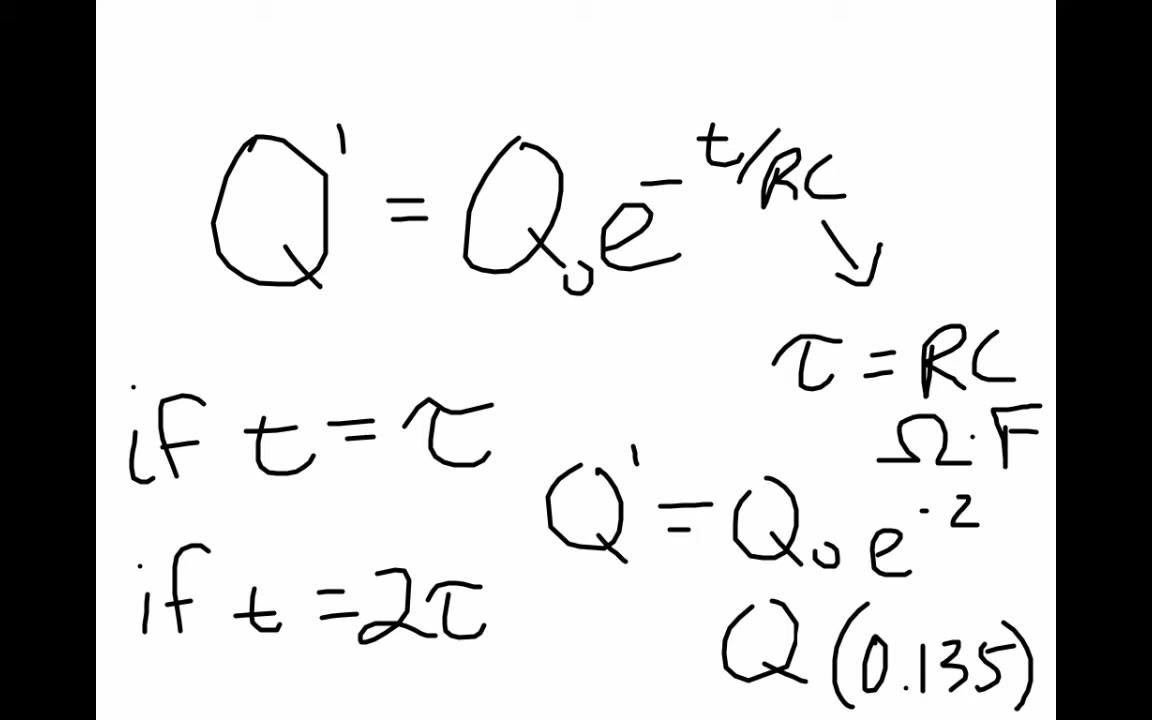 Q' = Q₀e^(-t/RC)
τ = RC
Ω·F
if t = τ
Q' = Q₀e^(-2)
if t = 2τ
Q(0.135)